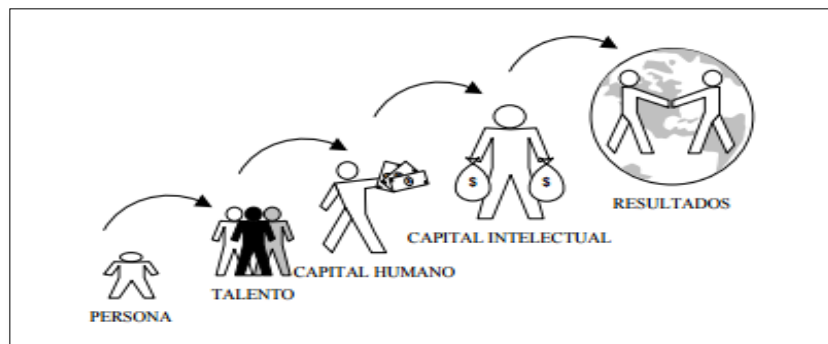 PERSONA
TALENTO
CAPITAL HUMANO
$ $
CAPITAL INTELECTUAL
RESULTADOS